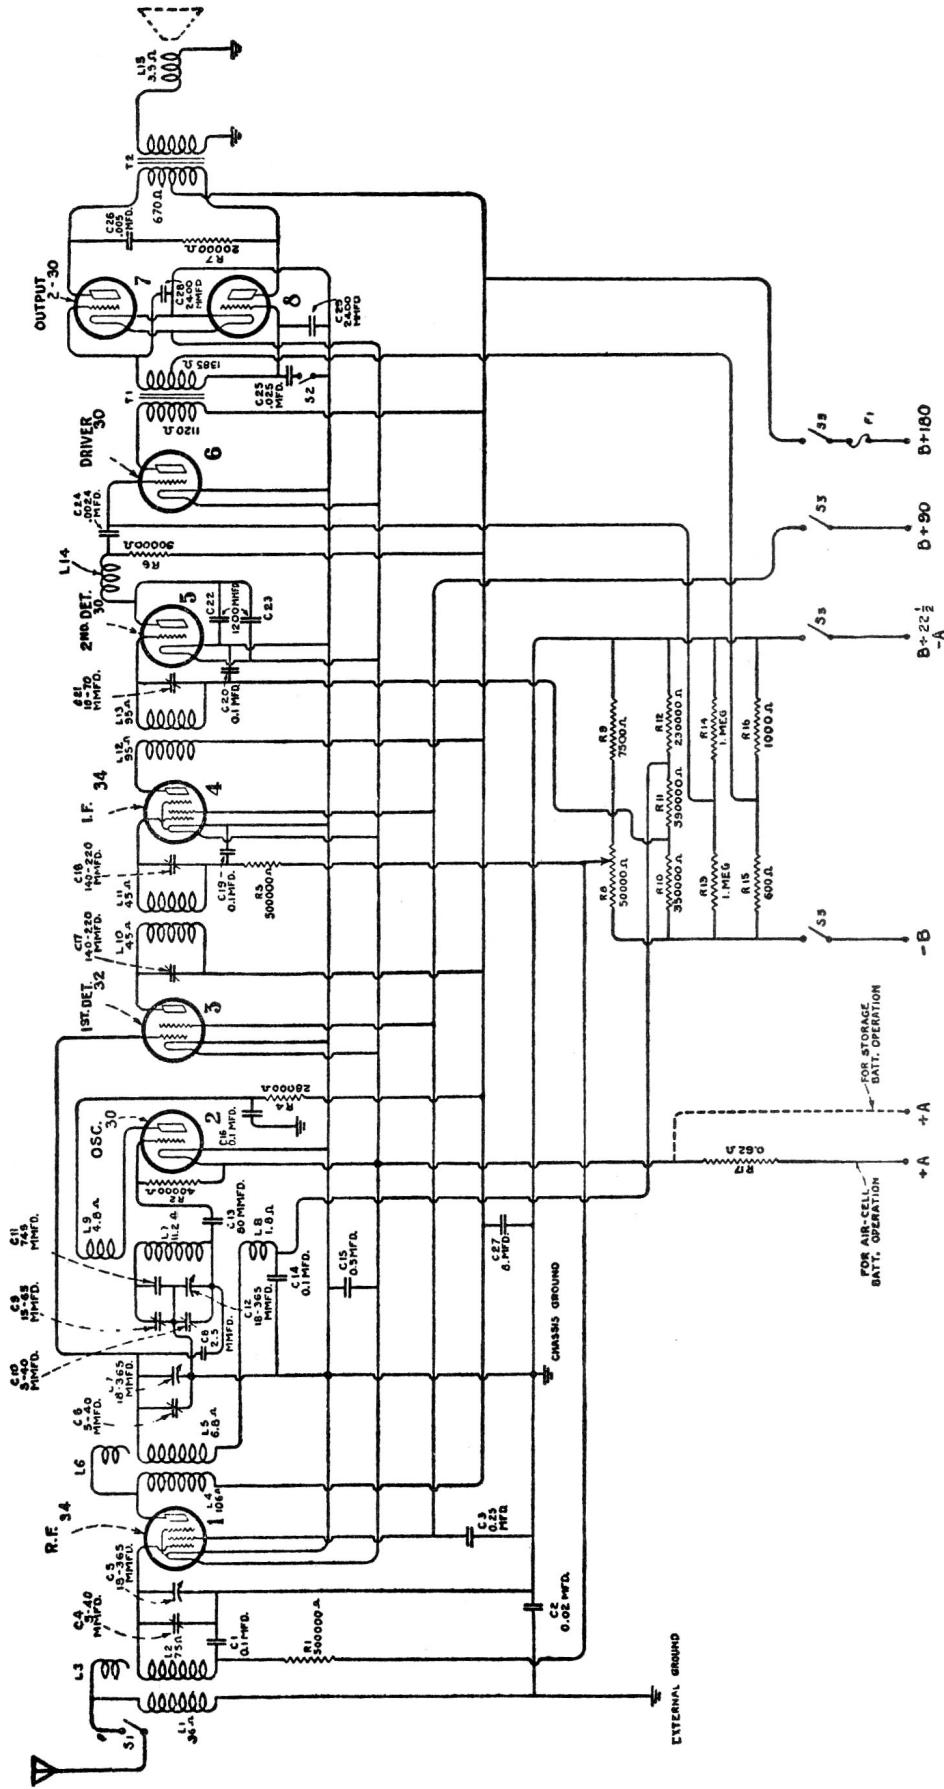 S1
L3
L1
36Ω
C4
5-40
MMFD.
L2
75Ω
C1
0.1 MFD.
R1
500000Ω
C5
18-365
MMFD.
R.F.
34
1
L4
106Ω
L6
L5
6.8Ω
C6
5-40
MMFD.
18-365
MMFD.
C10
5-40
MMFD.
C9
15-65
MMFD.
C11
745
MMFD.
C8
2.5
MMFD.
C12
18-365
MMFD.
L9
4.8Ω
11.2Ω
40000Ω
C13
80 MMFD.
L8
1.8Ω
C14
0.1 MFD.
C15
0.5 MFD.
OSC.
30
2
C16
0.1 MFD.
R4
28000Ω
1ST. DET.
32
3
C17
140-220
MMFD.
L10
45Ω
L11
45Ω
C18
140-220
MMFD.
I.F.
34
4
C19
0.1 MFD.
R5
50000Ω
L12
95Ω
L13
95Ω
C21
18-70
MMFD.
2ND. DET.
30
5
C20
0.1 MFD.
C22
1200 MMFD.
C23
L14
R6
90000Ω
C24
.0024
MFD.
DRIVER
30
6
T1
1120Ω
1385Ω
C25
.025
MFD.
S2
OUTPUT
2-30
7
C28
2400
MMFD
8
2400
MMFD
C26
.005
MFD.
R7
20000Ω
T2
670Ω
L15
3.5Ω
C3
0.25
MFD.
C2
0.02 MFD.
EXTERNAL GROUND
CHASSIS GROUND
C27
8. MFD.
R8
50000Ω
R9
7500Ω
R10
350000Ω
R11
390000Ω
R12
230000Ω
R13
1. MEG
R14
1. MEG
R15
600Ω
R16
1000Ω
R17
0.62Ω
FOR AIR-CELL
BATT. OPERATION
+A
FOR STORAGE
BATT. OPERATION
+A
S3
-B
S3
B+22½
-A
S3
B+90
S3
F1
B+180